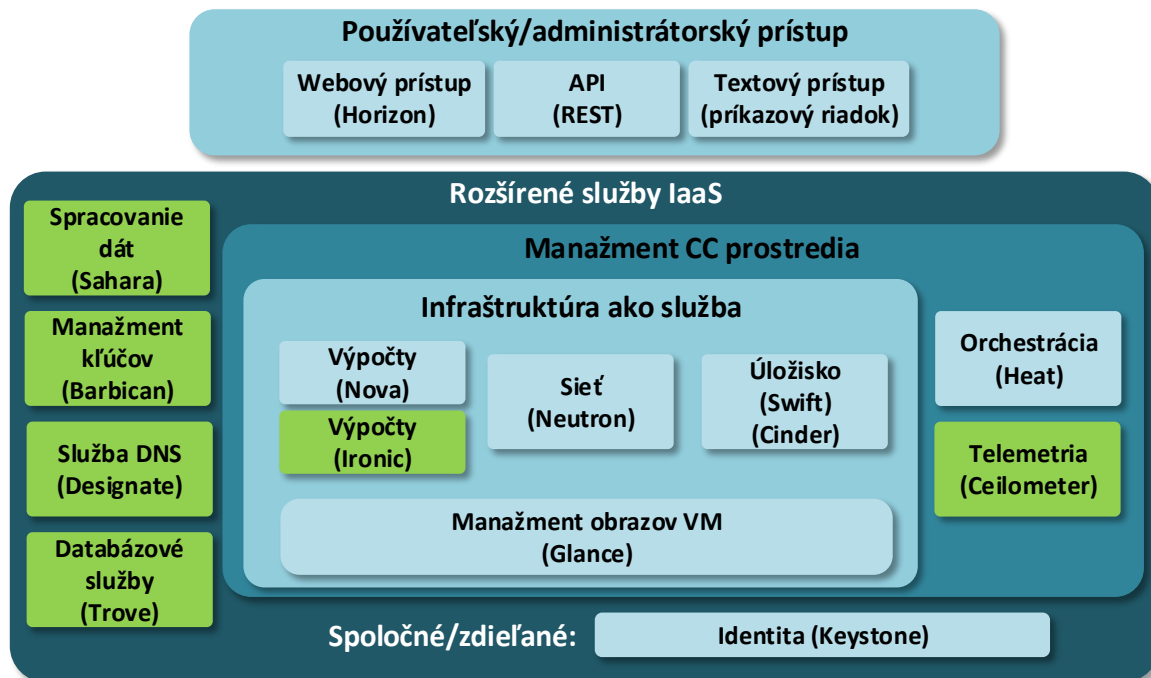 Používateľský/administrátorský prístup
Webový prístup
(Horizon)
API
(REST)
Textový prístup
(príkazový riadok)
Rozšírené služby IaaS
Spracovanie
dát
(Sahara)
Manažment
kľúčov
(Barbican)
Služba DNS
(Designate)
Databázové
služby
(Trove)
Manažment CC prostredia
Infraštruktúra ako služba
Výpočty
(Nova)
Výpočty
(Ironic)
Sieť
(Neutron)
Úložisko
(Swift)
(Cinder)
Manažment obrazov VM
(Glance)
Orchestrácia
(Heat)
Telemetria
(Ceilometer)
Spoločné/zdieľané:
Identita (Keystone)